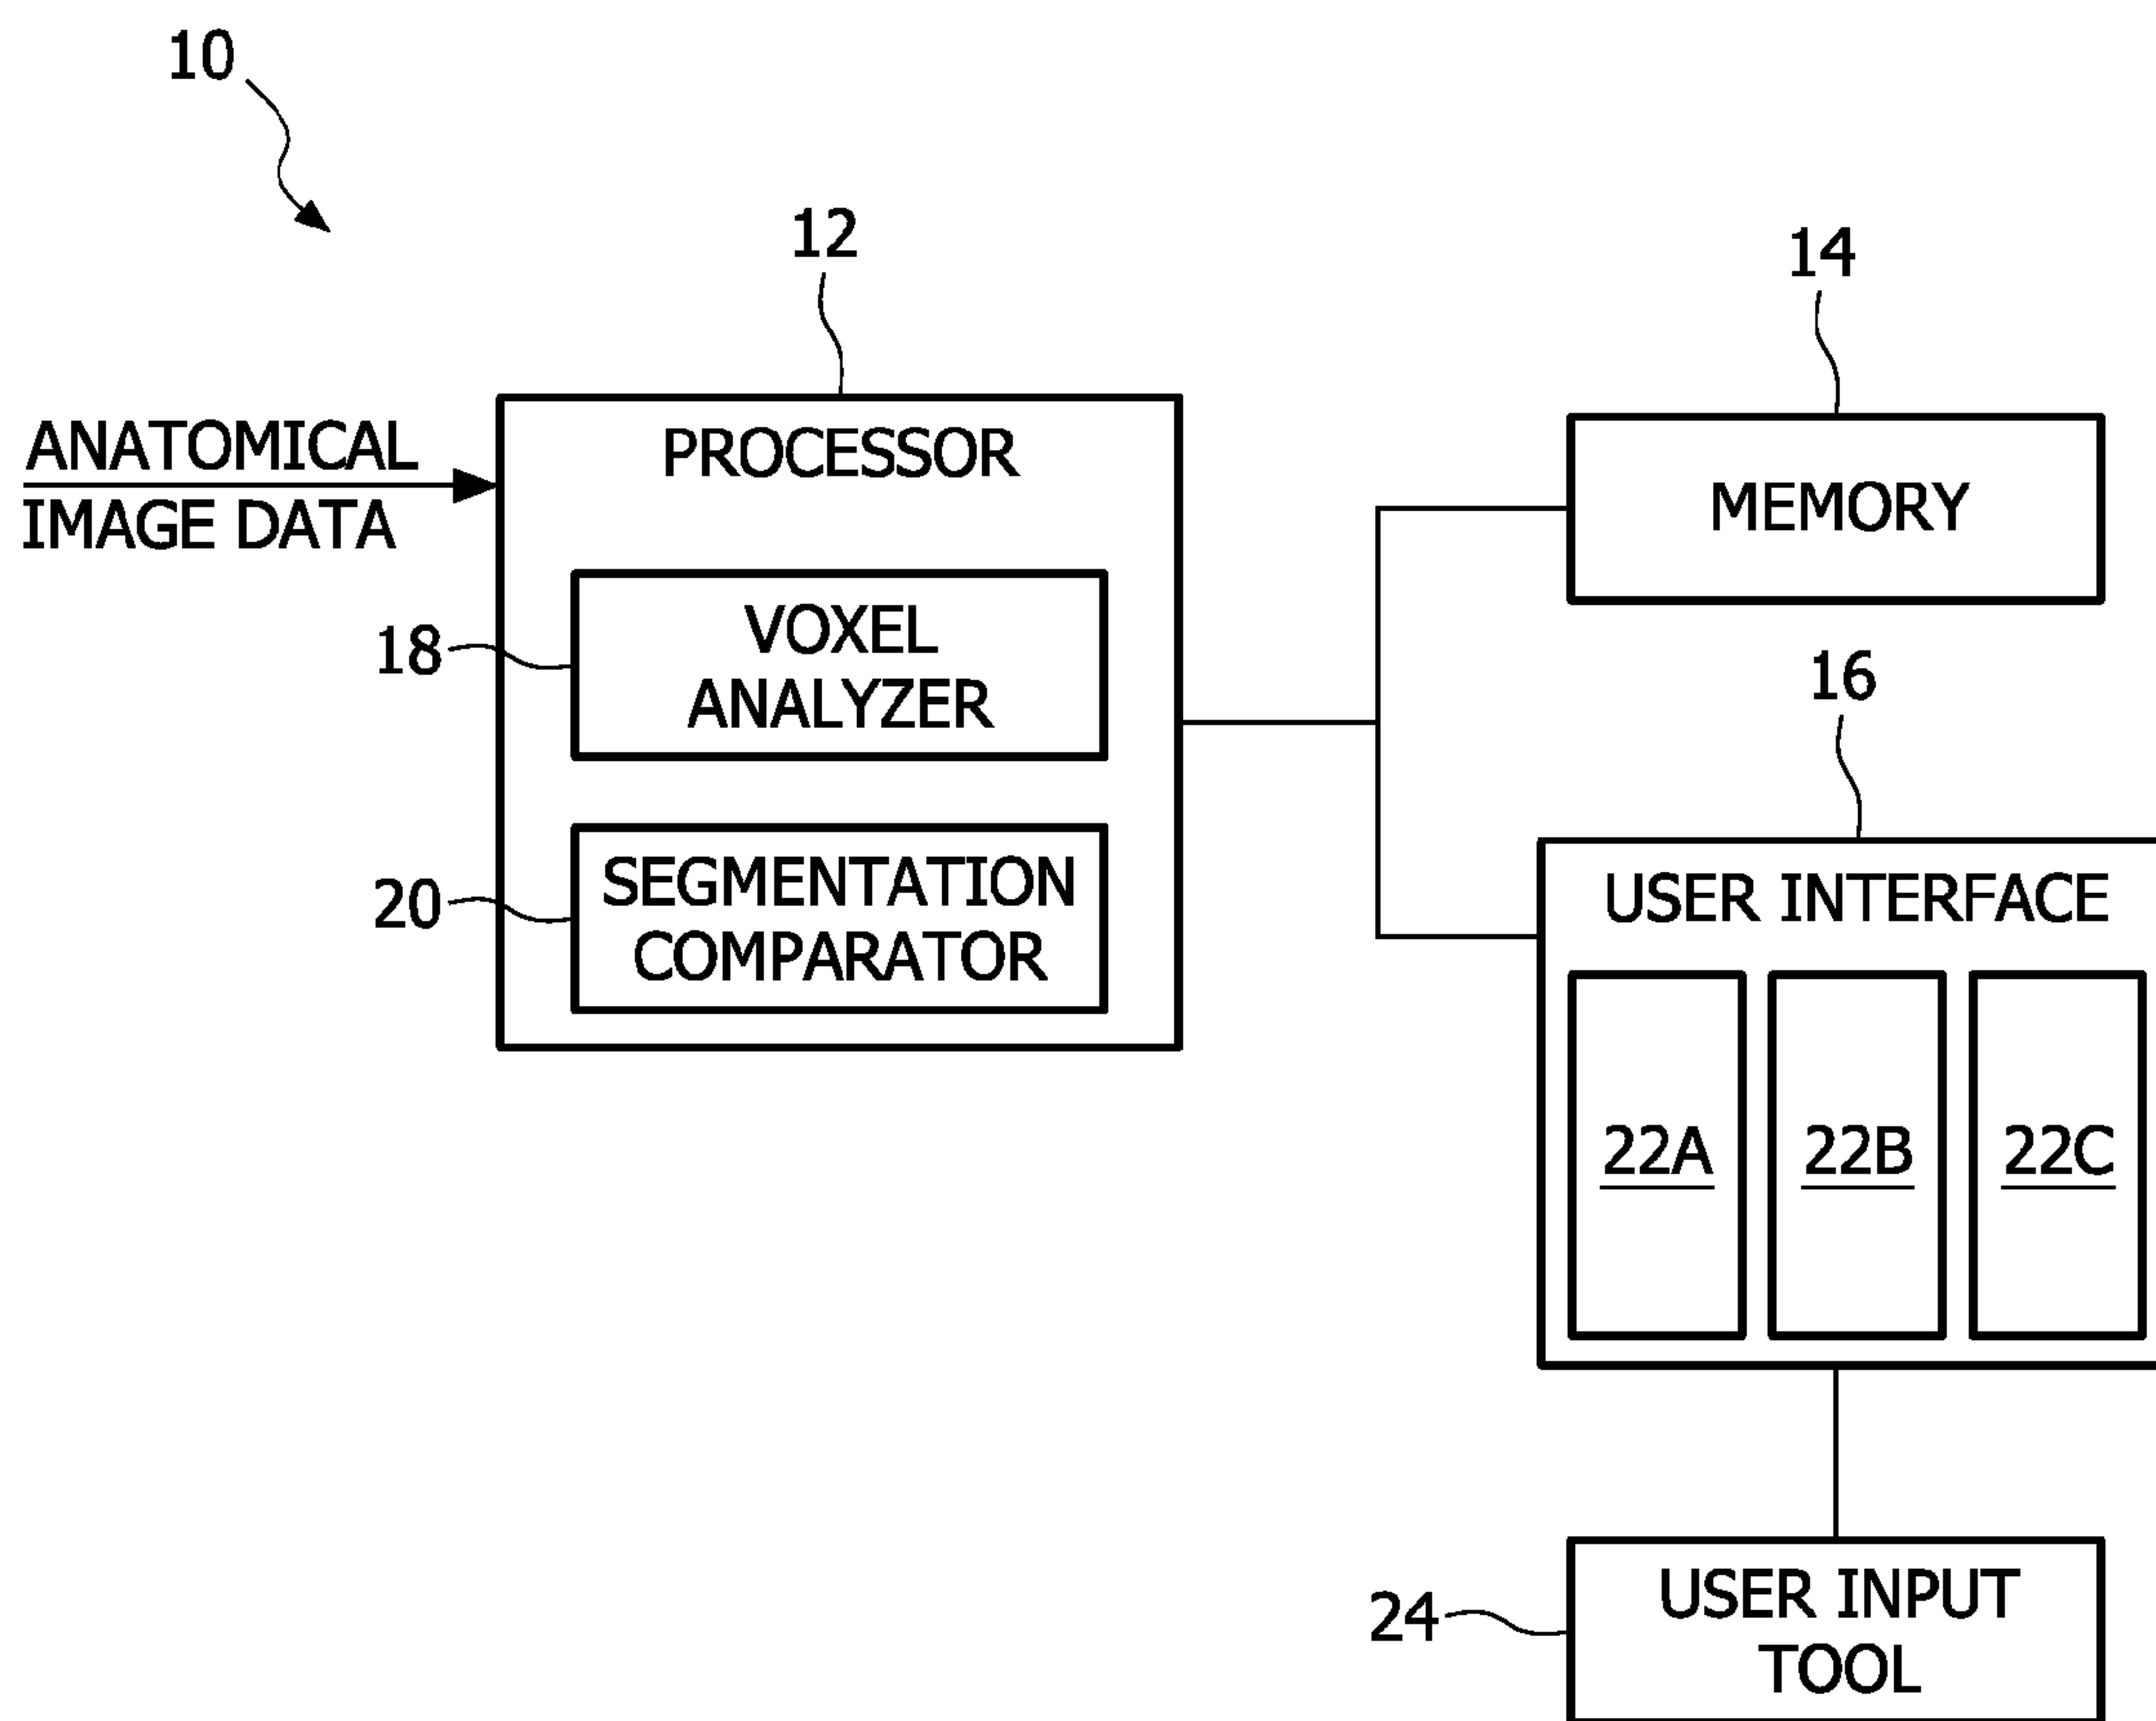 10
12
14
ANATOMICAL
IMAGE DATA
PROCESSOR
MEMORY
18
VOXEL
ANALYZER
16
20
SEGMENTATION
COMPARATOR
USER INTERFACE
22A
22B
22C
24
USER INPUT
TOOL